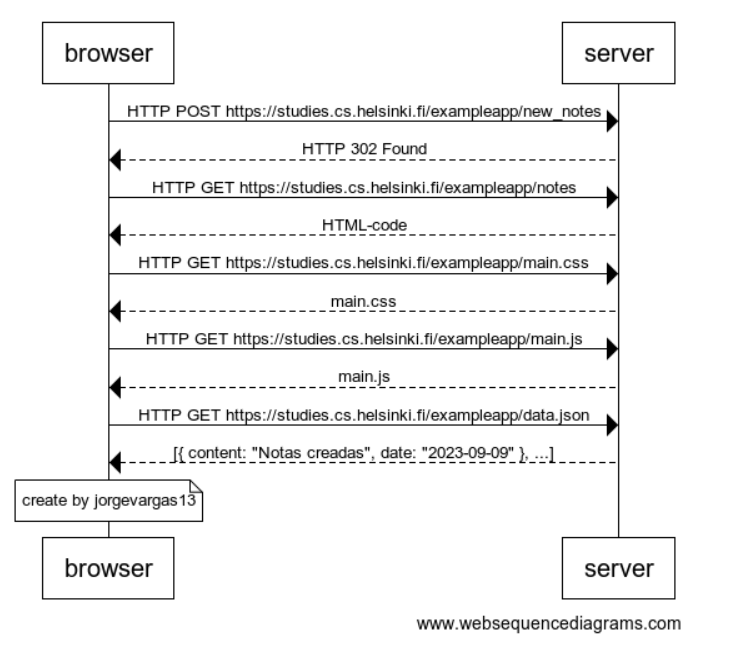 browser server
HTTP POST https://studies.cs.helsinki.fi/exampleapp/new_notes
HTTP 302 Found
HTTP GET https://studies.cs.helsinki.fi/exampleapp/notes
HTML-code
HTTP GET https://studies.cs.helsinki.fi/exampleapp/main.css
main.css
HTTP GET https://studies.cs.helsinki.fi/exampleapp/main.js
main.js
HTTP GET https://studies.cs.helsinki.fi/exampleapp/data.json
[{ content: "Notas creadas", date: "2023-09-09" }, ...]
create by jorgevargas13
browser server
www.websequencediagrams.com